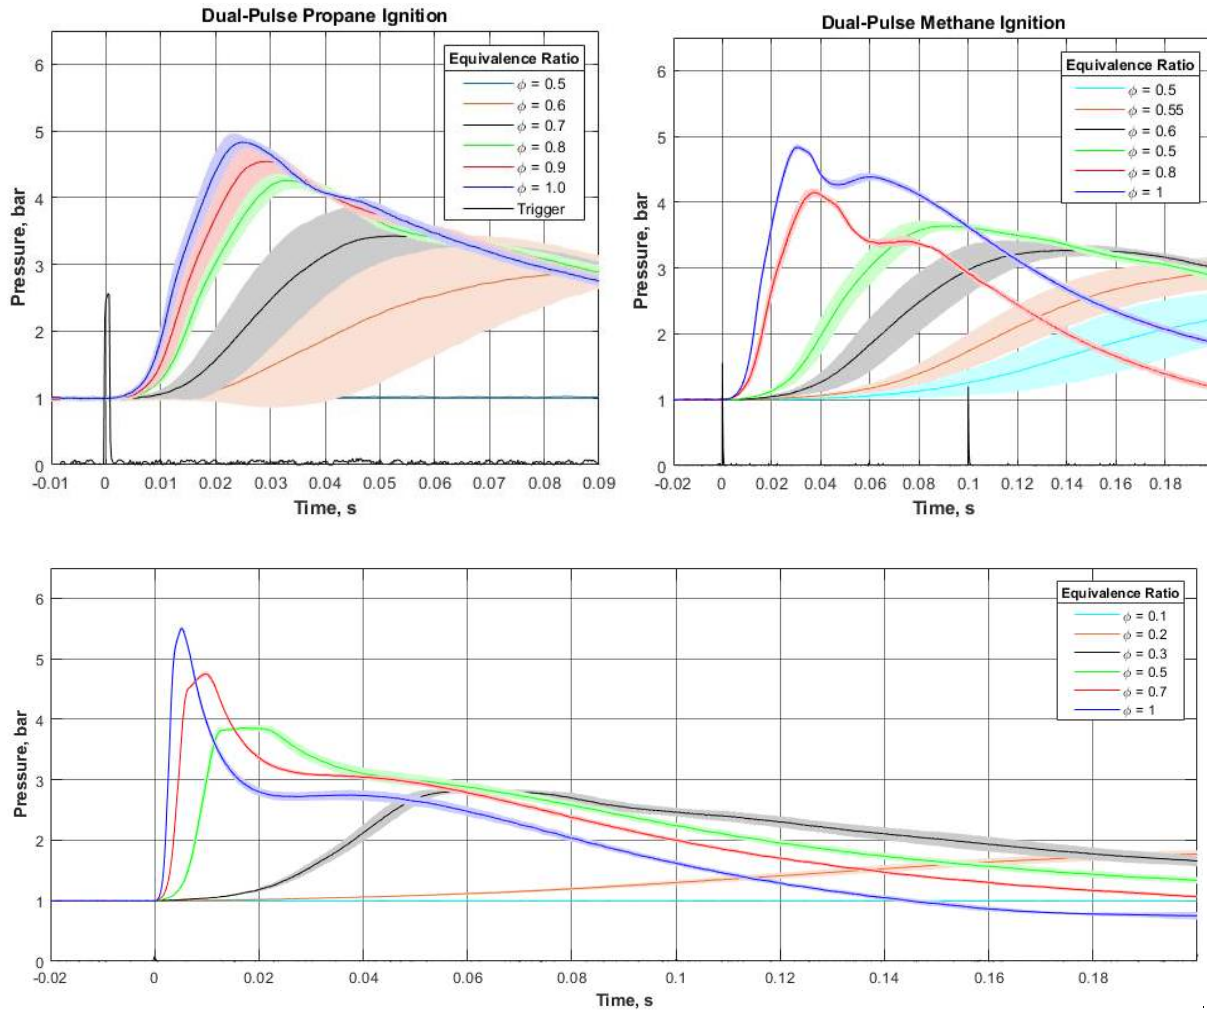 Dual-Pulse Propane Ignition
Pressure, bar
6
5
4
3
2
1
0
Equivalence Ratio
ϕ = 0.5
ϕ = 0.6
ϕ = 0.7
ϕ = 0.8
ϕ = 0.9
ϕ = 1.0
Trigger
-0.01 0 0.01 0.02 0.03 0.04 0.05 0.06 0.07 0.08 0.09
Time, s
Dual-Pulse Methane Ignition
Pressure, bar
6
5
4
3
2
1
0
Equivalence Ratio
ϕ = 0.5
ϕ = 0.55
ϕ = 0.6
ϕ = 0.5
ϕ = 0.8
ϕ = 1
-0.02 0 0.02 0.04 0.06 0.08 0.1 0.12 0.14 0.16 0.18
Time, s
Pressure, bar
6
5
4
3
2
1
0
Equivalence Ratio
ϕ = 0.1
ϕ = 0.2
ϕ = 0.3
ϕ = 0.5
ϕ = 0.7
ϕ = 1
-0.02 0 0.02 0.04 0.06 0.08 0.1 0.12 0.14 0.16 0.18
Time, s